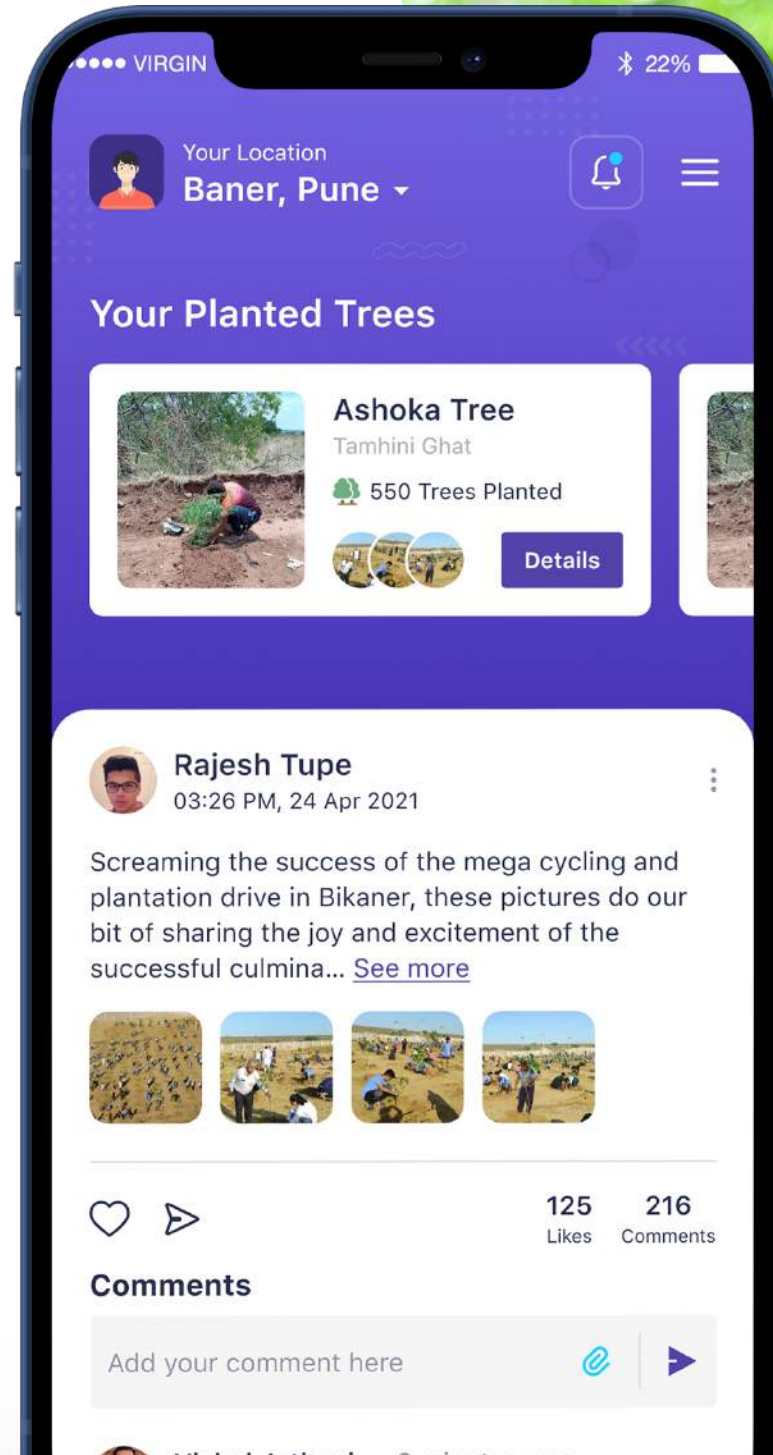 VIRGIN
22%
Your Location
Baner, Pune
Your Planted Trees
Ashoka Tree
Tamhini Ghat
550 Trees Planted
Details
Rajesh Tupe
03:26 PM, 24 Apr 2021
Screaming the success of the mega cycling and
plantation drive in Bikaner, these pictures do our
bit of sharing the joy and excitement of the
successful culmina... See more
125
216
Likes
Comments
Comments
Add your comment here